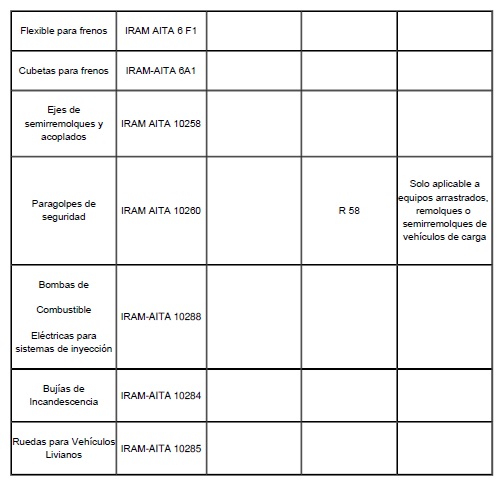 Flexible para frenos IRAM AITA 6 F1
Cubetas para frenos IRAM-AITA 6A1
Ejes de
semirremolques y
acoplados
IRAM AITA 10258
Paragolpes de
seguridad
IRAM AITA 10260
R 58
Solo aplicable a
equipos arrastrados,
remolques o
semirremolques de
vehículos de carga
Bombas de
Combustible
Eléctricas para
sistemas de inyección
IRAM-AITA 10288
Bujías de
Incandescencia
IRAM-AITA 10284
Ruedas para Vehículos
Livianos
IRAM-AITA 10285